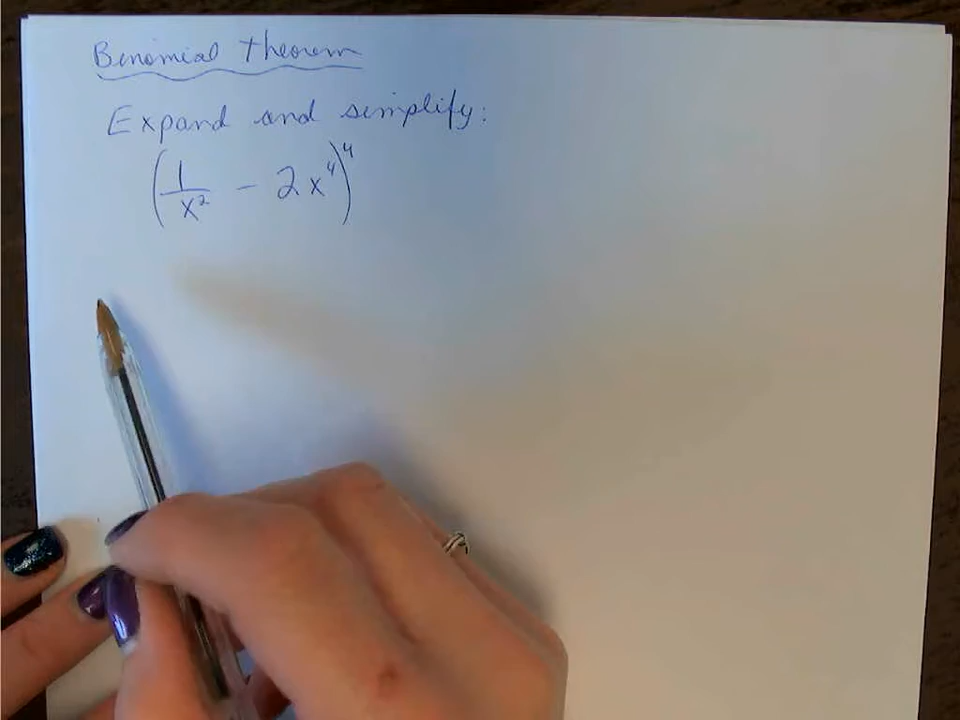 Binomial theorem
Expand and simplify:
(1/x² - 2x⁴)⁴